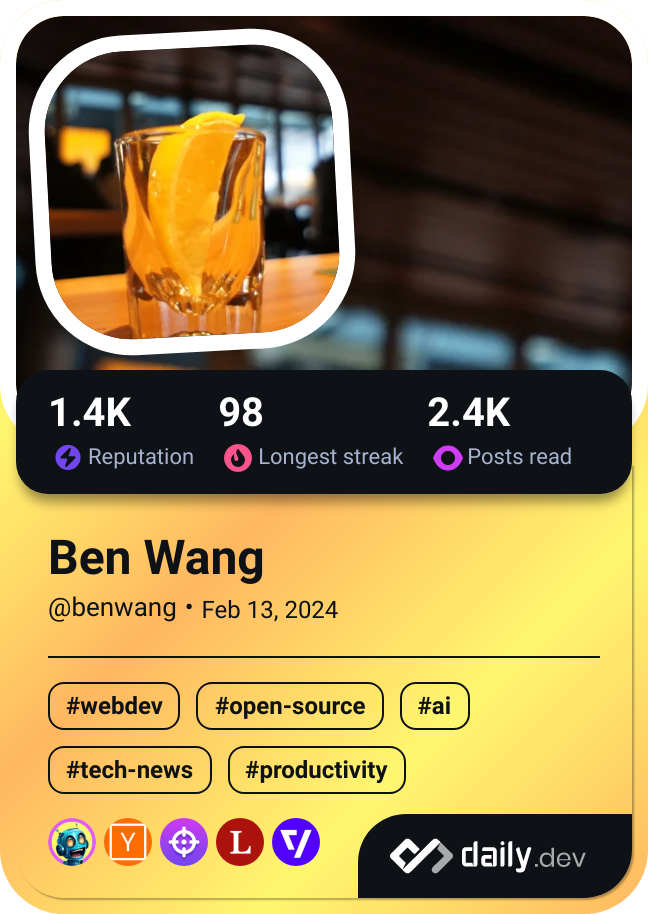 1.4K 98 2.4K
Reputation Longest streak Posts read
Ben Wang
@benwang • Feb 13, 2024
#webdev #open-source #ai
#tech-news #productivity
Y L
daily.dev